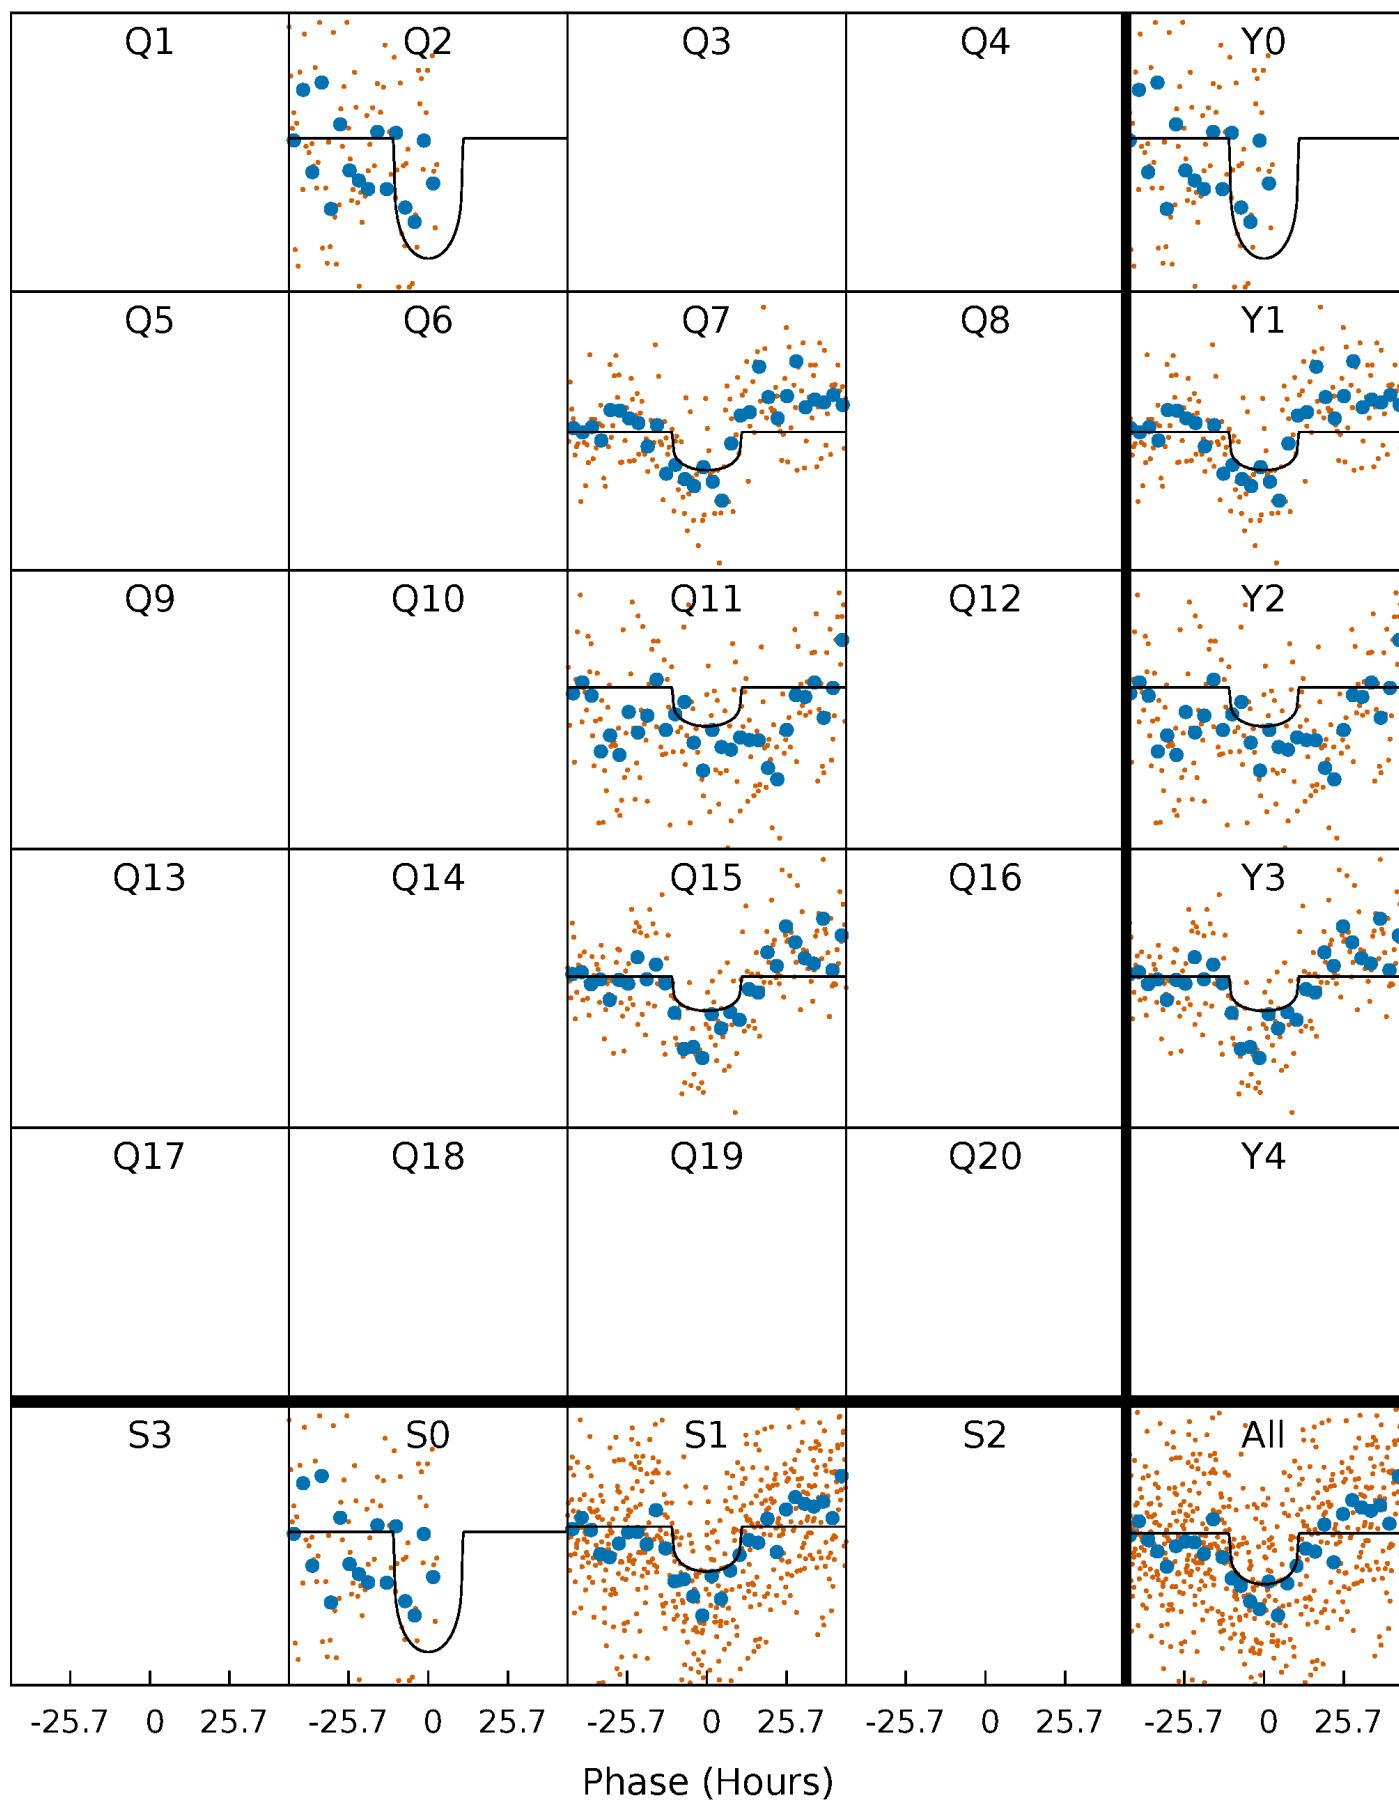 Q1 Q2 Q3 Q4 Y0
Q5 Q6 Q7 Q8 Y1
Q9 Q10 Q11 Q12 Y2
Q13 Q14 Q15 Q16 Y3
Q17 Q18 Q19 Q20 Y4
S3 S0 S1 S2 All
-25.7 0 25.7 -25.7 0 25.7 -25.7 0 25.7 -25.7 0 25.7 -25.7 0 25.7
Phase (Hours)